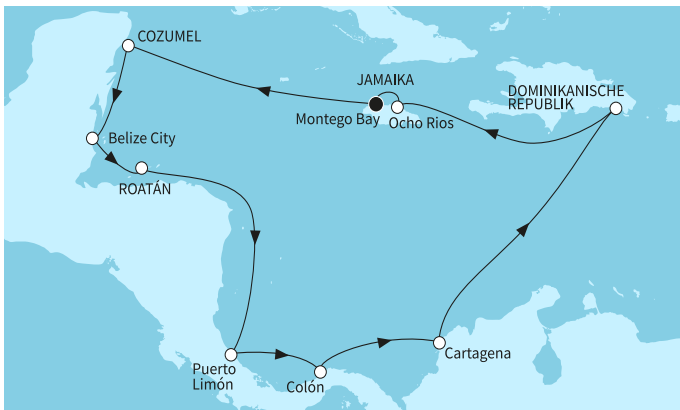 COZUMEL
JAMAIKA
DOMINIKANISCHE
REPUBLIK
Montego Bay
Ocho Rios
Belize City
ROATÁN
Puerto
Limón
Colón
Cartagena